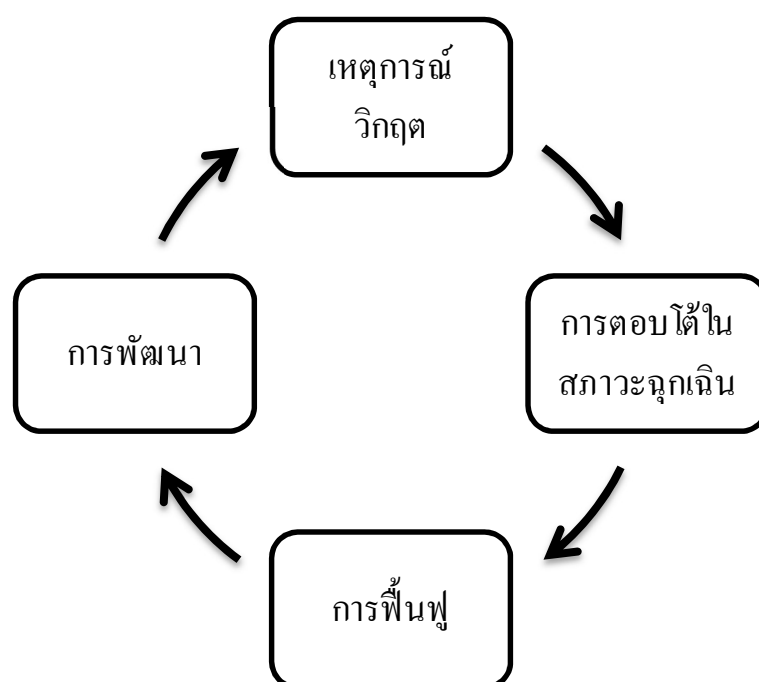 เหตุการณ์
วิกฤต
การตอบโต้ใน
สภาวะฉุกเฉิน
การฟื้นฟู
การพัฒนา